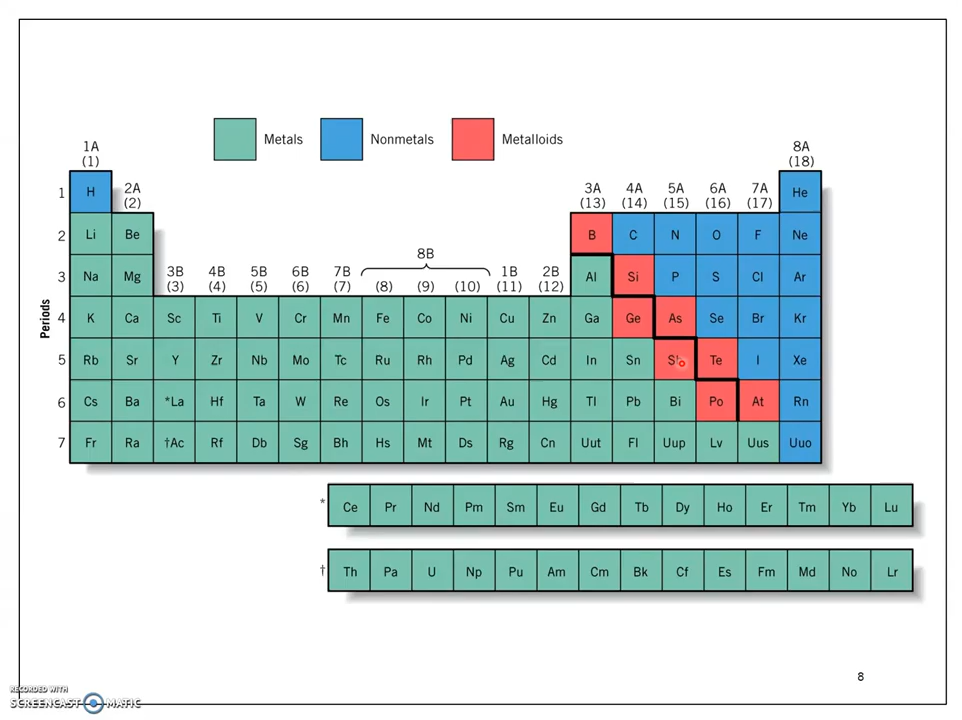 Metals Nonmetals Metalloids
1A 8A
(1) (18)
1 H 2A 3A 4A 5A 6A 7A He
(2) (13) (14) (15) (16) (17)
2 Li Be B C N O F Ne
8B
3 Na Mg 3B 4B 5B 6B 7B 1B 2B Al Si P S Cl Ar
(3) (4) (5) (6) (7) (8) (9) (10) (11) (12)
Periods
4 K Ca Sc Ti V Cr Mn Fe Co Ni Cu Zn Ga Ge As Se Br Kr
5 Rb Sr Y Zr Nb Mo Tc Ru Rh Pd Ag Cd In Sn Te I Xe
6 Cs Ba *La Hf Ta W Re Os Ir Pt Au Hg Tl Pb Bi Po At Rn
7 Fr Ra †Ac Rf Db Sg Bh Hs Mt Ds Rg Cn Uut Fl Uup Lv Uus Uuo
* Ce Pr Nd Pm Sm Eu Gd Tb Dy Ho Er Tm Yb Lu
† Th Pa U Np Pu Am Cm Bk Cf Es Fm Md No Lr
8
RECORDED WITH
SCREENCAST MATIC